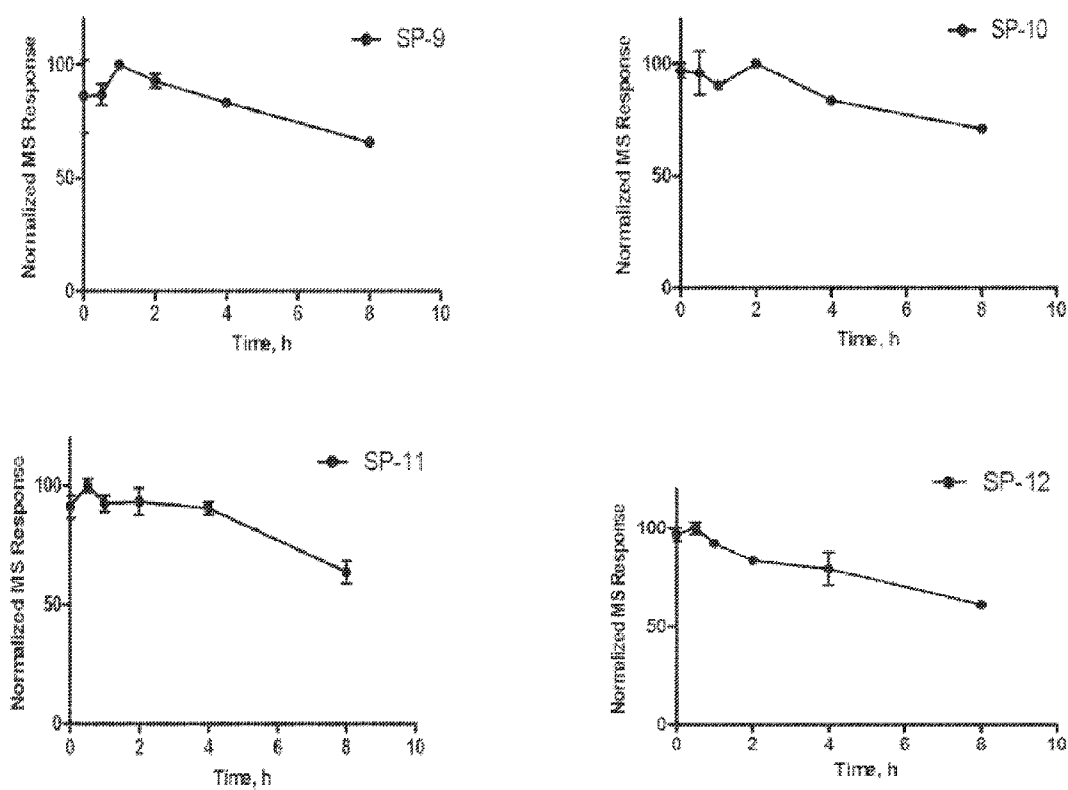 SP-9
Normalized MS Response
100
50
0
0 2 4 6 8 10
Time, h
SP-10
Normalized MS Response
100
50
0
0 2 4 6 8 10
Time, h
SP-11
Normalized MS Response
100
50
0
0 2 4 6 8 10
Time, h
SP-12
Normalized MS Response
100
50
0
0 2 4 6 8 10
Time, h